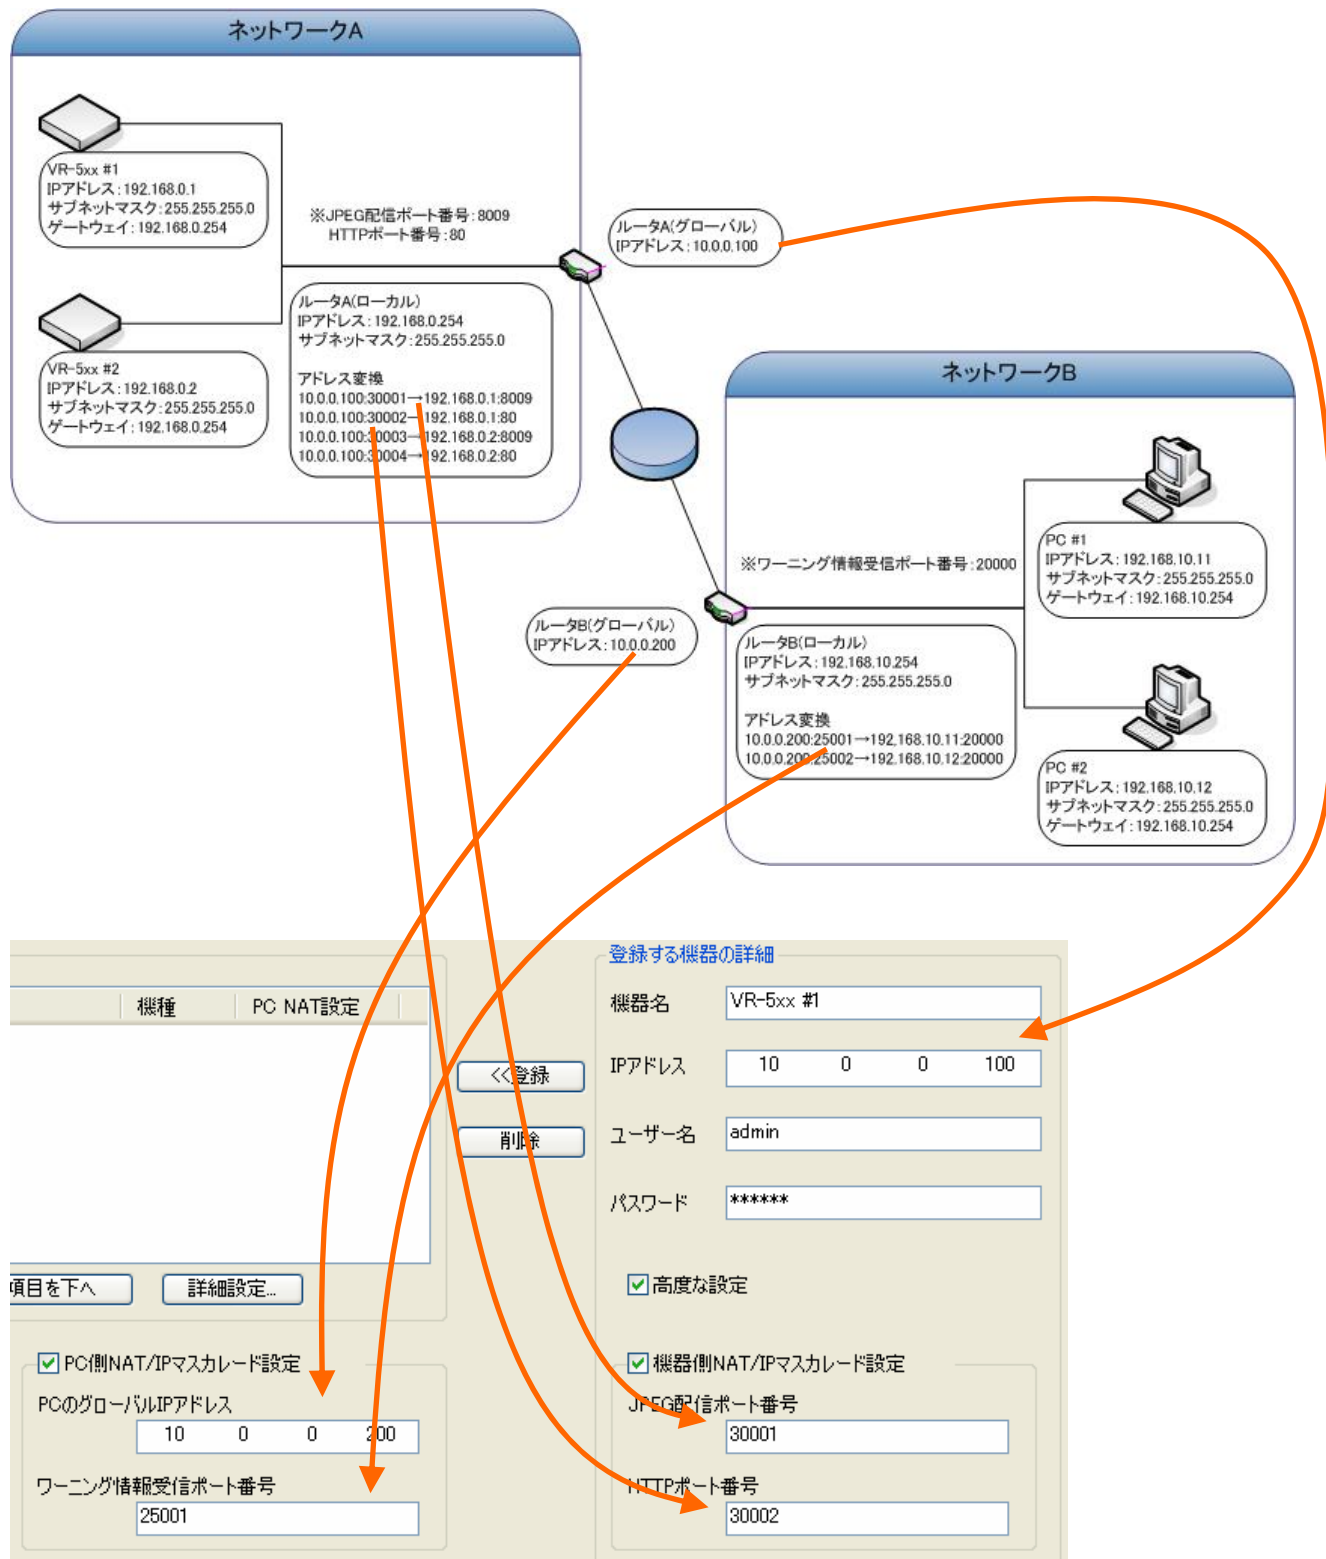 ネットワークA
VR-5xx #1
IPアドレス:192.168.0.1
サブネットマスク:255.255.255.0
ゲートウェイ:192.168.0.254
※JPEG配信ポート番号:8009
HTTPポート番号:80
ルータA(グローバル)
IPアドレス:10.0.0.100
VR-5xx #2
IPアドレス:192.168.0.2
サブネットマスク:255.255.255.0
ゲートウェイ:192.168.0.254
ルータA(ローカル)
IPアドレス:192.168.0.254
サブネットマスク:255.255.255.0
アドレス変換
10.0.0.100:30001→192.168.0.1:8009
10.0.0.100:30002→192.168.0.1:80
10.0.0.100:30003→192.168.0.2:8009
10.0.0.100:30004→192.168.0.2:80
ネットワークB
※ワーニング情報受信ポート番号:20000
PC #1
IPアドレス:192.168.10.11
サブネットマスク:255.255.255.0
ゲートウェイ:192.168.10.254
ルータB(グローバル)
IPアドレス:10.0.0.200
ルータB(ローカル)
IPアドレス:192.168.10.254
サブネットマスク:255.255.255.0
アドレス変換
10.0.0.200:25001→192.168.10.11:20000
10.0.0.200:25002→192.168.10.12:20000
PC #2
IPアドレス:192.168.10.12
サブネットマスク:255.255.255.0
ゲートウェイ:192.168.10.254
機種 PC NAT設定
<<登録
削除
項目を下へ 詳細設定...
PC側NAT/IPマスカレード設定
PCのグローバルIPアドレス
10 0 0 200
ワーニング情報受信ポート番号
25001
登録する機器の詳細
機器名 VR-5xx #1
IPアドレス 10 0 0 100
ユーザー名 admin
パスワード ******
高度な設定
機器側NAT/IPマスカレード設定
JPEG配信ポート番号
30001
HTTPポート番号
30002